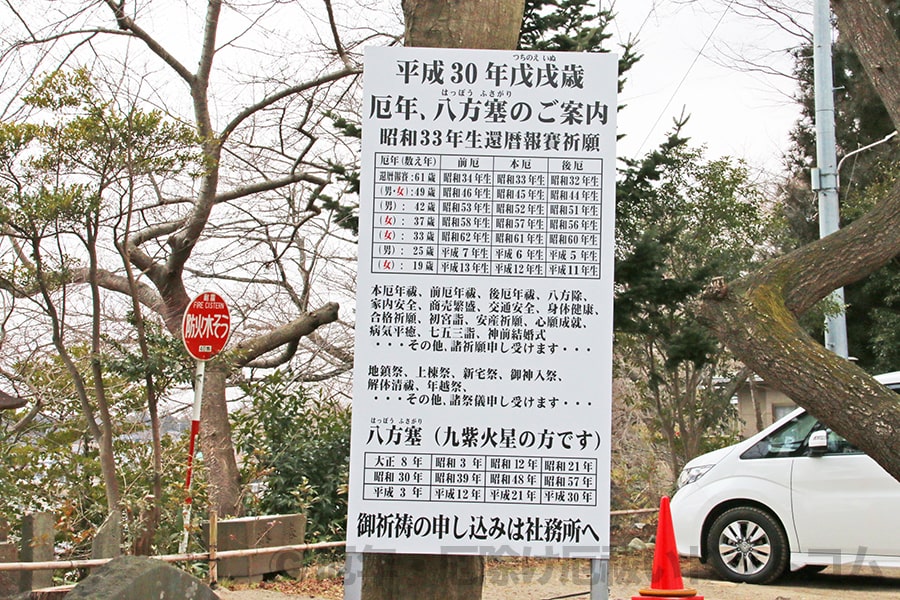 つちのえ いぬ
平成30年戊戌歳
はっぽう ふさがり
厄年、八方塞のご案内
昭和33年生還暦報賽祈願
厄年(数え年) 前厄 本厄 後厄
還暦報賽:61歳 昭和34年生 昭和33年生 昭和32年生
(男・女):49歳 昭和46年生 昭和45年生 昭和44年生
(男): 42歳 昭和53年生 昭和52年生 昭和51年生
(女): 37歳 昭和58年生 昭和57年生 昭和56年生
(女): 33歳 昭和62年生 昭和61年生 昭和60年生
(男): 25歳 平成 7年生 平成 6年生 平成 5年生
(女): 19歳 平成13年生 平成12年生 平成11年生
本厄年祓、前厄年祓、後厄年祓、八方除、
家内安全、商売繁盛、交通安全、身体健康、
合格祈願、初宮詣、安産祈願、心願成就、
病気平癒、七五三詣、神前結婚式
・・・その他、諸祈願申し受けます・・・
地鎮祭、上棟祭、新宅祭、御神入祭、
解体清祓、年越祭、
・・・その他、諸祭儀申し受けます・・・
はっぽう ふさがり
八方塞(九紫火星の方です)
大正 8年 昭和 3年 昭和12年 昭和21年
昭和30年 昭和39年 昭和48年 昭和57年
平成 3年 平成12年 平成21年 平成30年
御祈祷の申し込みは社務所へ
耐震
FIRE CISTERN
防火水そう